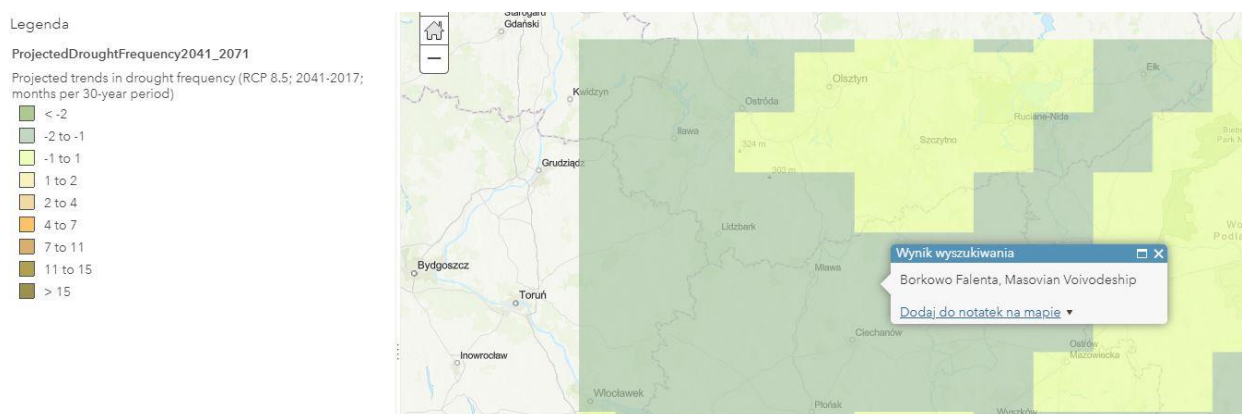 Legenda
ProjectedDroughtFrequency2041_2071
Projected trends in drought frequency (RCP 8.5; 2041-2017;
months per 30-year period)
< -2
-2 to -1
-1 to 1
1 to 2
2 to 4
4 to 7
7 to 11
11 to 15
> 15
Starogard
Gdański
Kwidzyn
Olsztyn
Ełk
Ostróda
Iława
Ruciane-Nida
324 m
Szczytno
Park N
Grudziądz
303 m
Lidzbark
Bydgoszcz
Mława
Toruń
Wynik wyszukiwania
Borkowo Falenta, Masovian Voivodeship
Dodaj do notatek na mapie
Ciechanów
Ostrów
Mazowiecka
Inowrocław
Włocławek
Płońsk
Wyszków